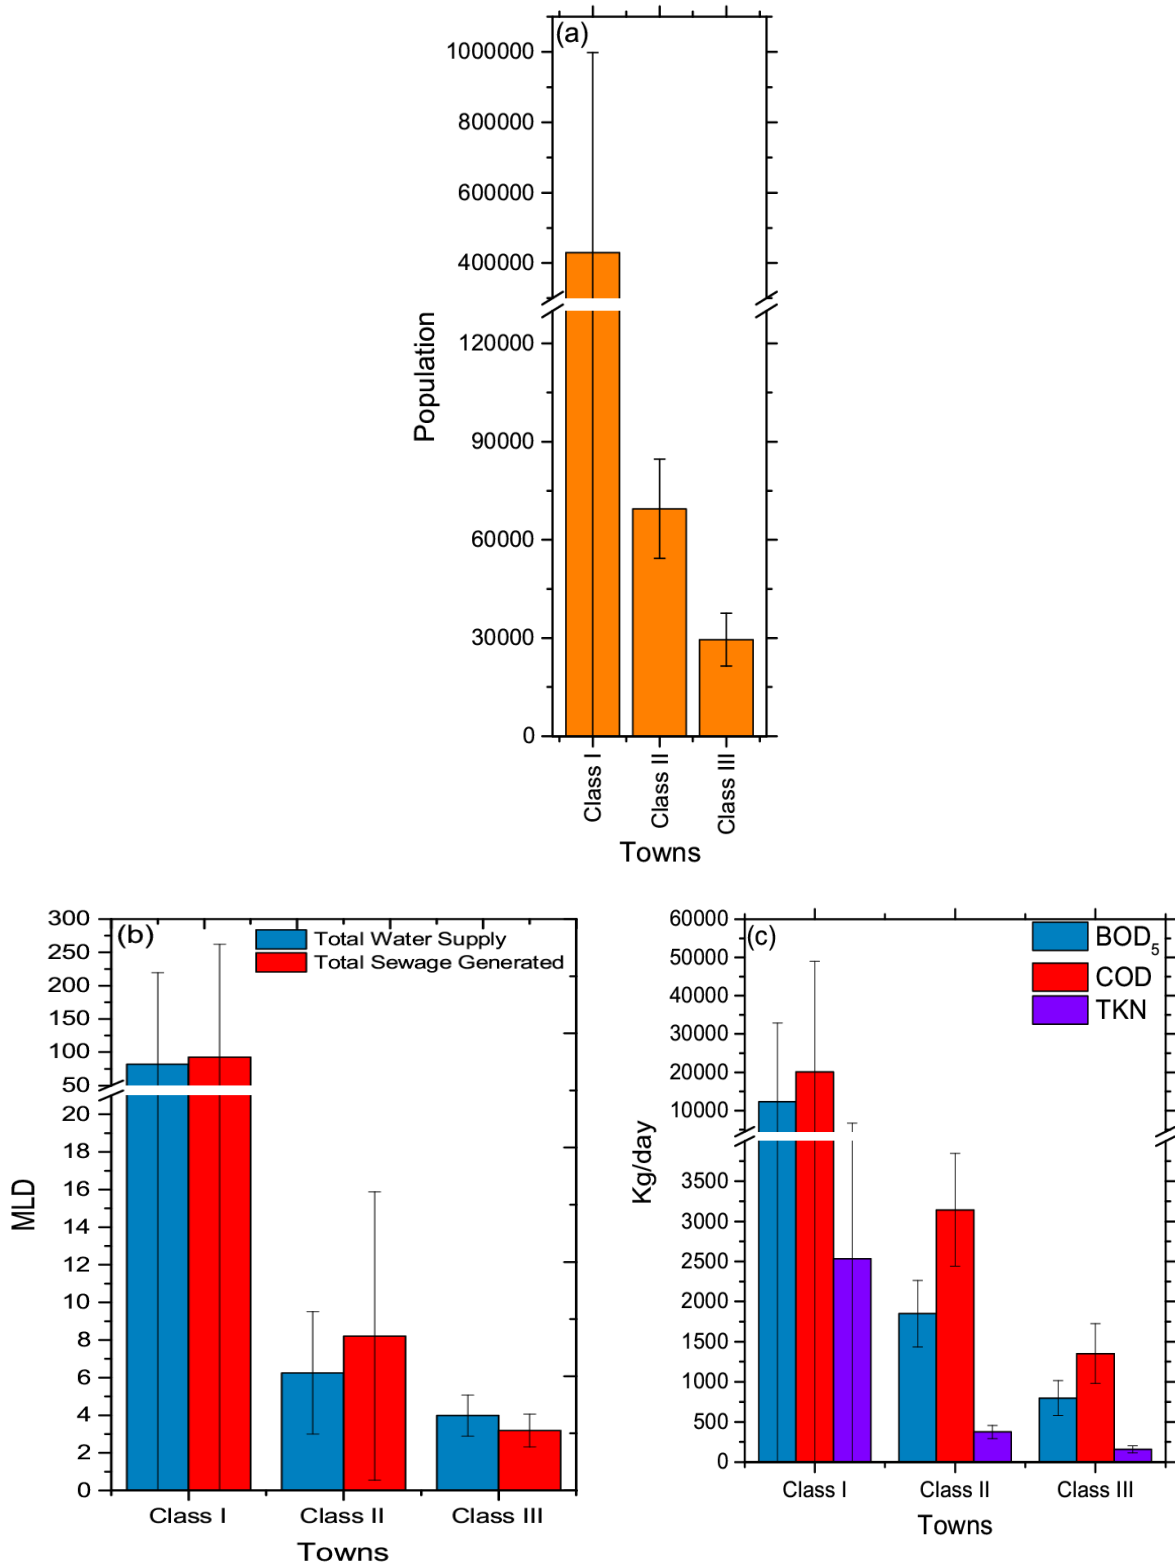 (a)
1000000
800000
600000
400000
120000
90000
60000
30000
0
Population
Class I
Class II
Class III
Towns
(b)
Total Water Supply
Total Sewage Generated
300
250
200
150
100
50
20
18
16
14
12
10
8
6
4
2
0
MLD
Class I Class II Class III
Towns
(c)
BOD5
COD
TKN
60000
50000
40000
30000
20000
10000
3500
3000
2500
2000
1500
1000
500
0
Kg/day
Class I Class II Class III
Towns